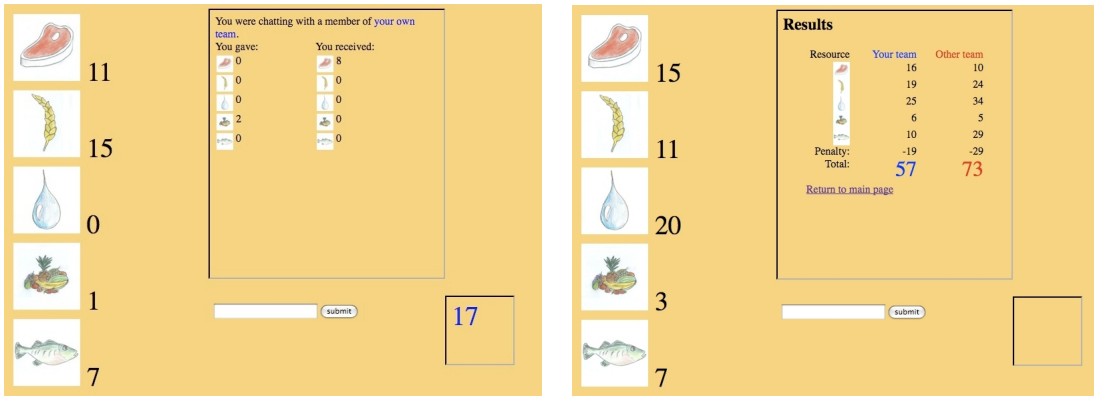 11
15
0
1
7
You were chatting with a member of your own
team.
You gave: You received:
0 8
0 0
0 0
2 0
0 0
submit
17
15
11
20
3
7
Results
Resource Your team Other team
16 10
19 24
25 34
6 5
10 29
Penalty: -19 -29
Total: 57 73
Return to main page
submit